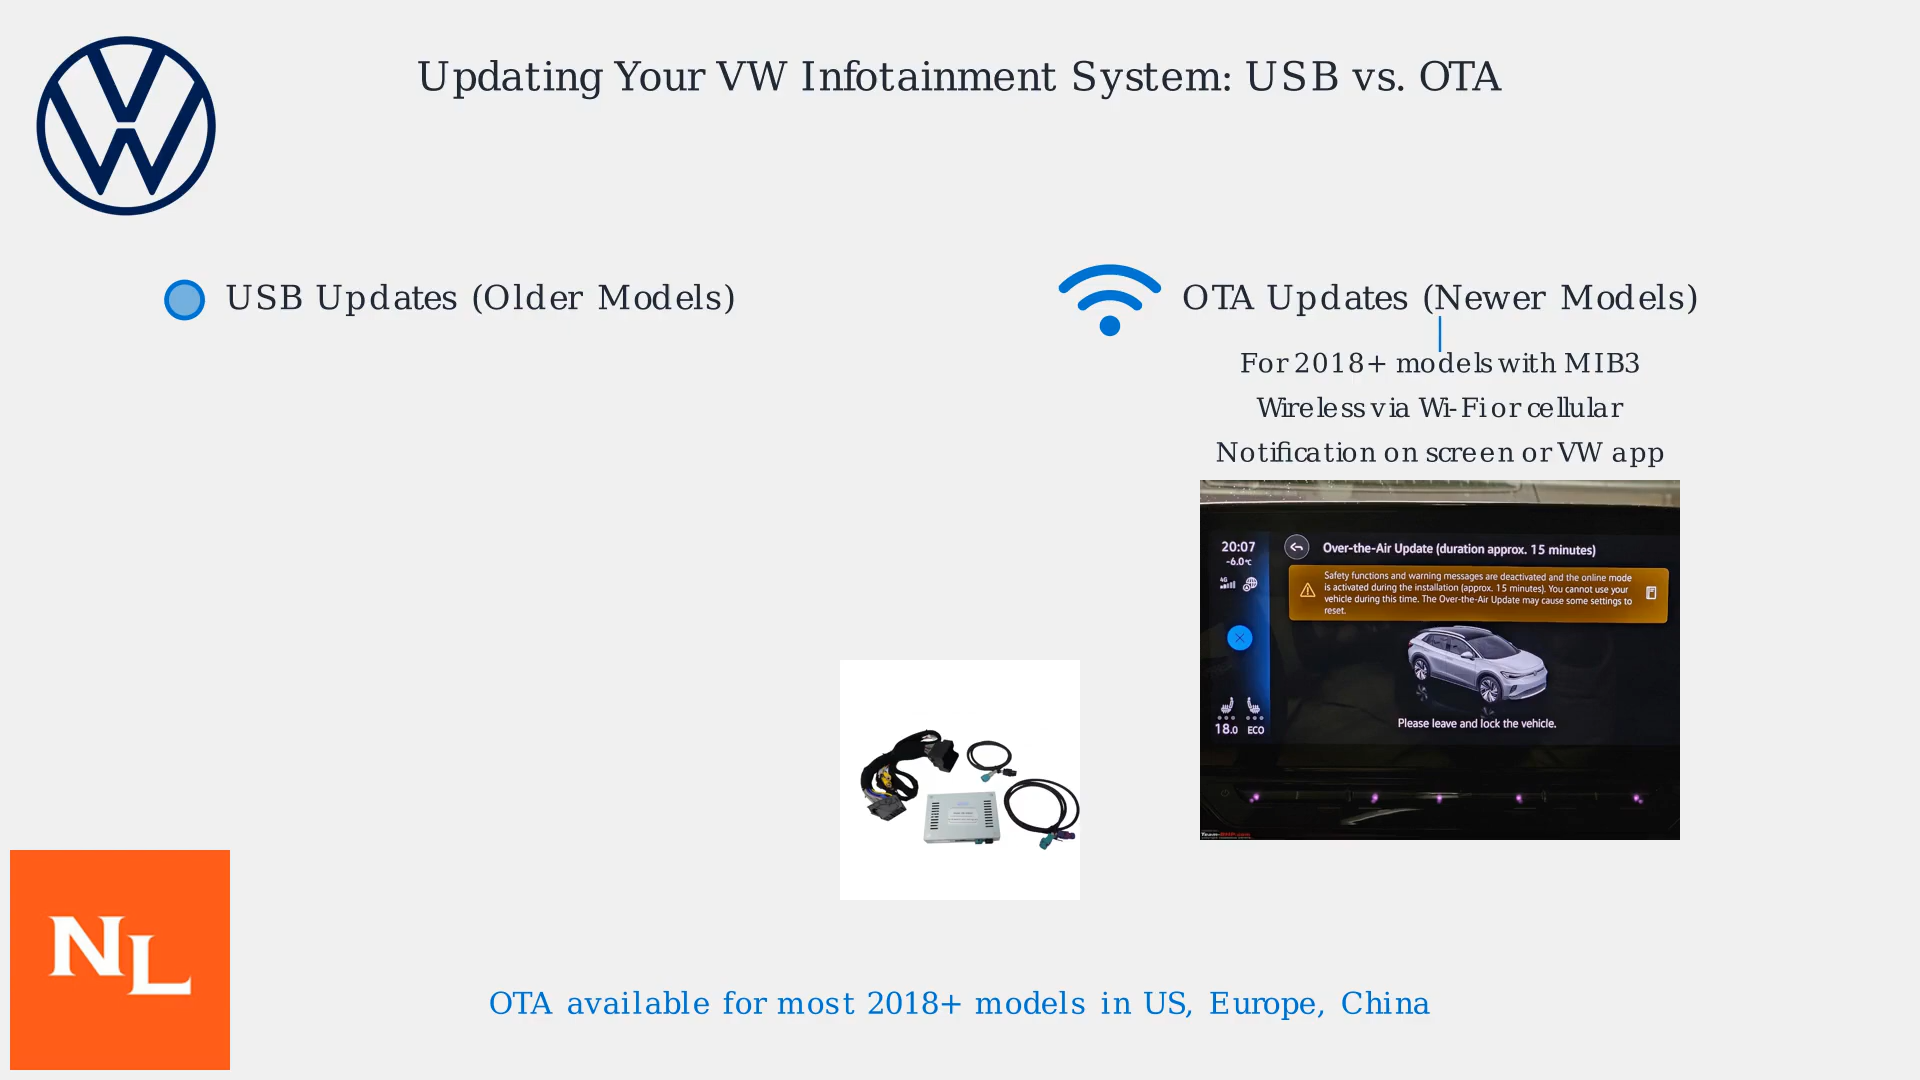 Updating Your VW Infotainment System: USB vs. OTA
USB Updates (Older Models)
OTA Updates (Newer Models)
For 2018+ models with MIB3
Wireless via Wi-Fi or cellular
Notification on screen or VW app
20:07
-6.0°C
4G
Over-the-Air Update (duration approx. 15 minutes)
Safety functions and warning messages are deactivated and the online mode
is activated during the installation (approx. 15 minutes). You cannot use your
vehicle during this time. The Over-the-Air Update may cause some settings to
reset.
Please leave and lock the vehicle.
18.0 ECO
Team-BHP.com
NL
OTA available for most 2018+ models in US, Europe, China